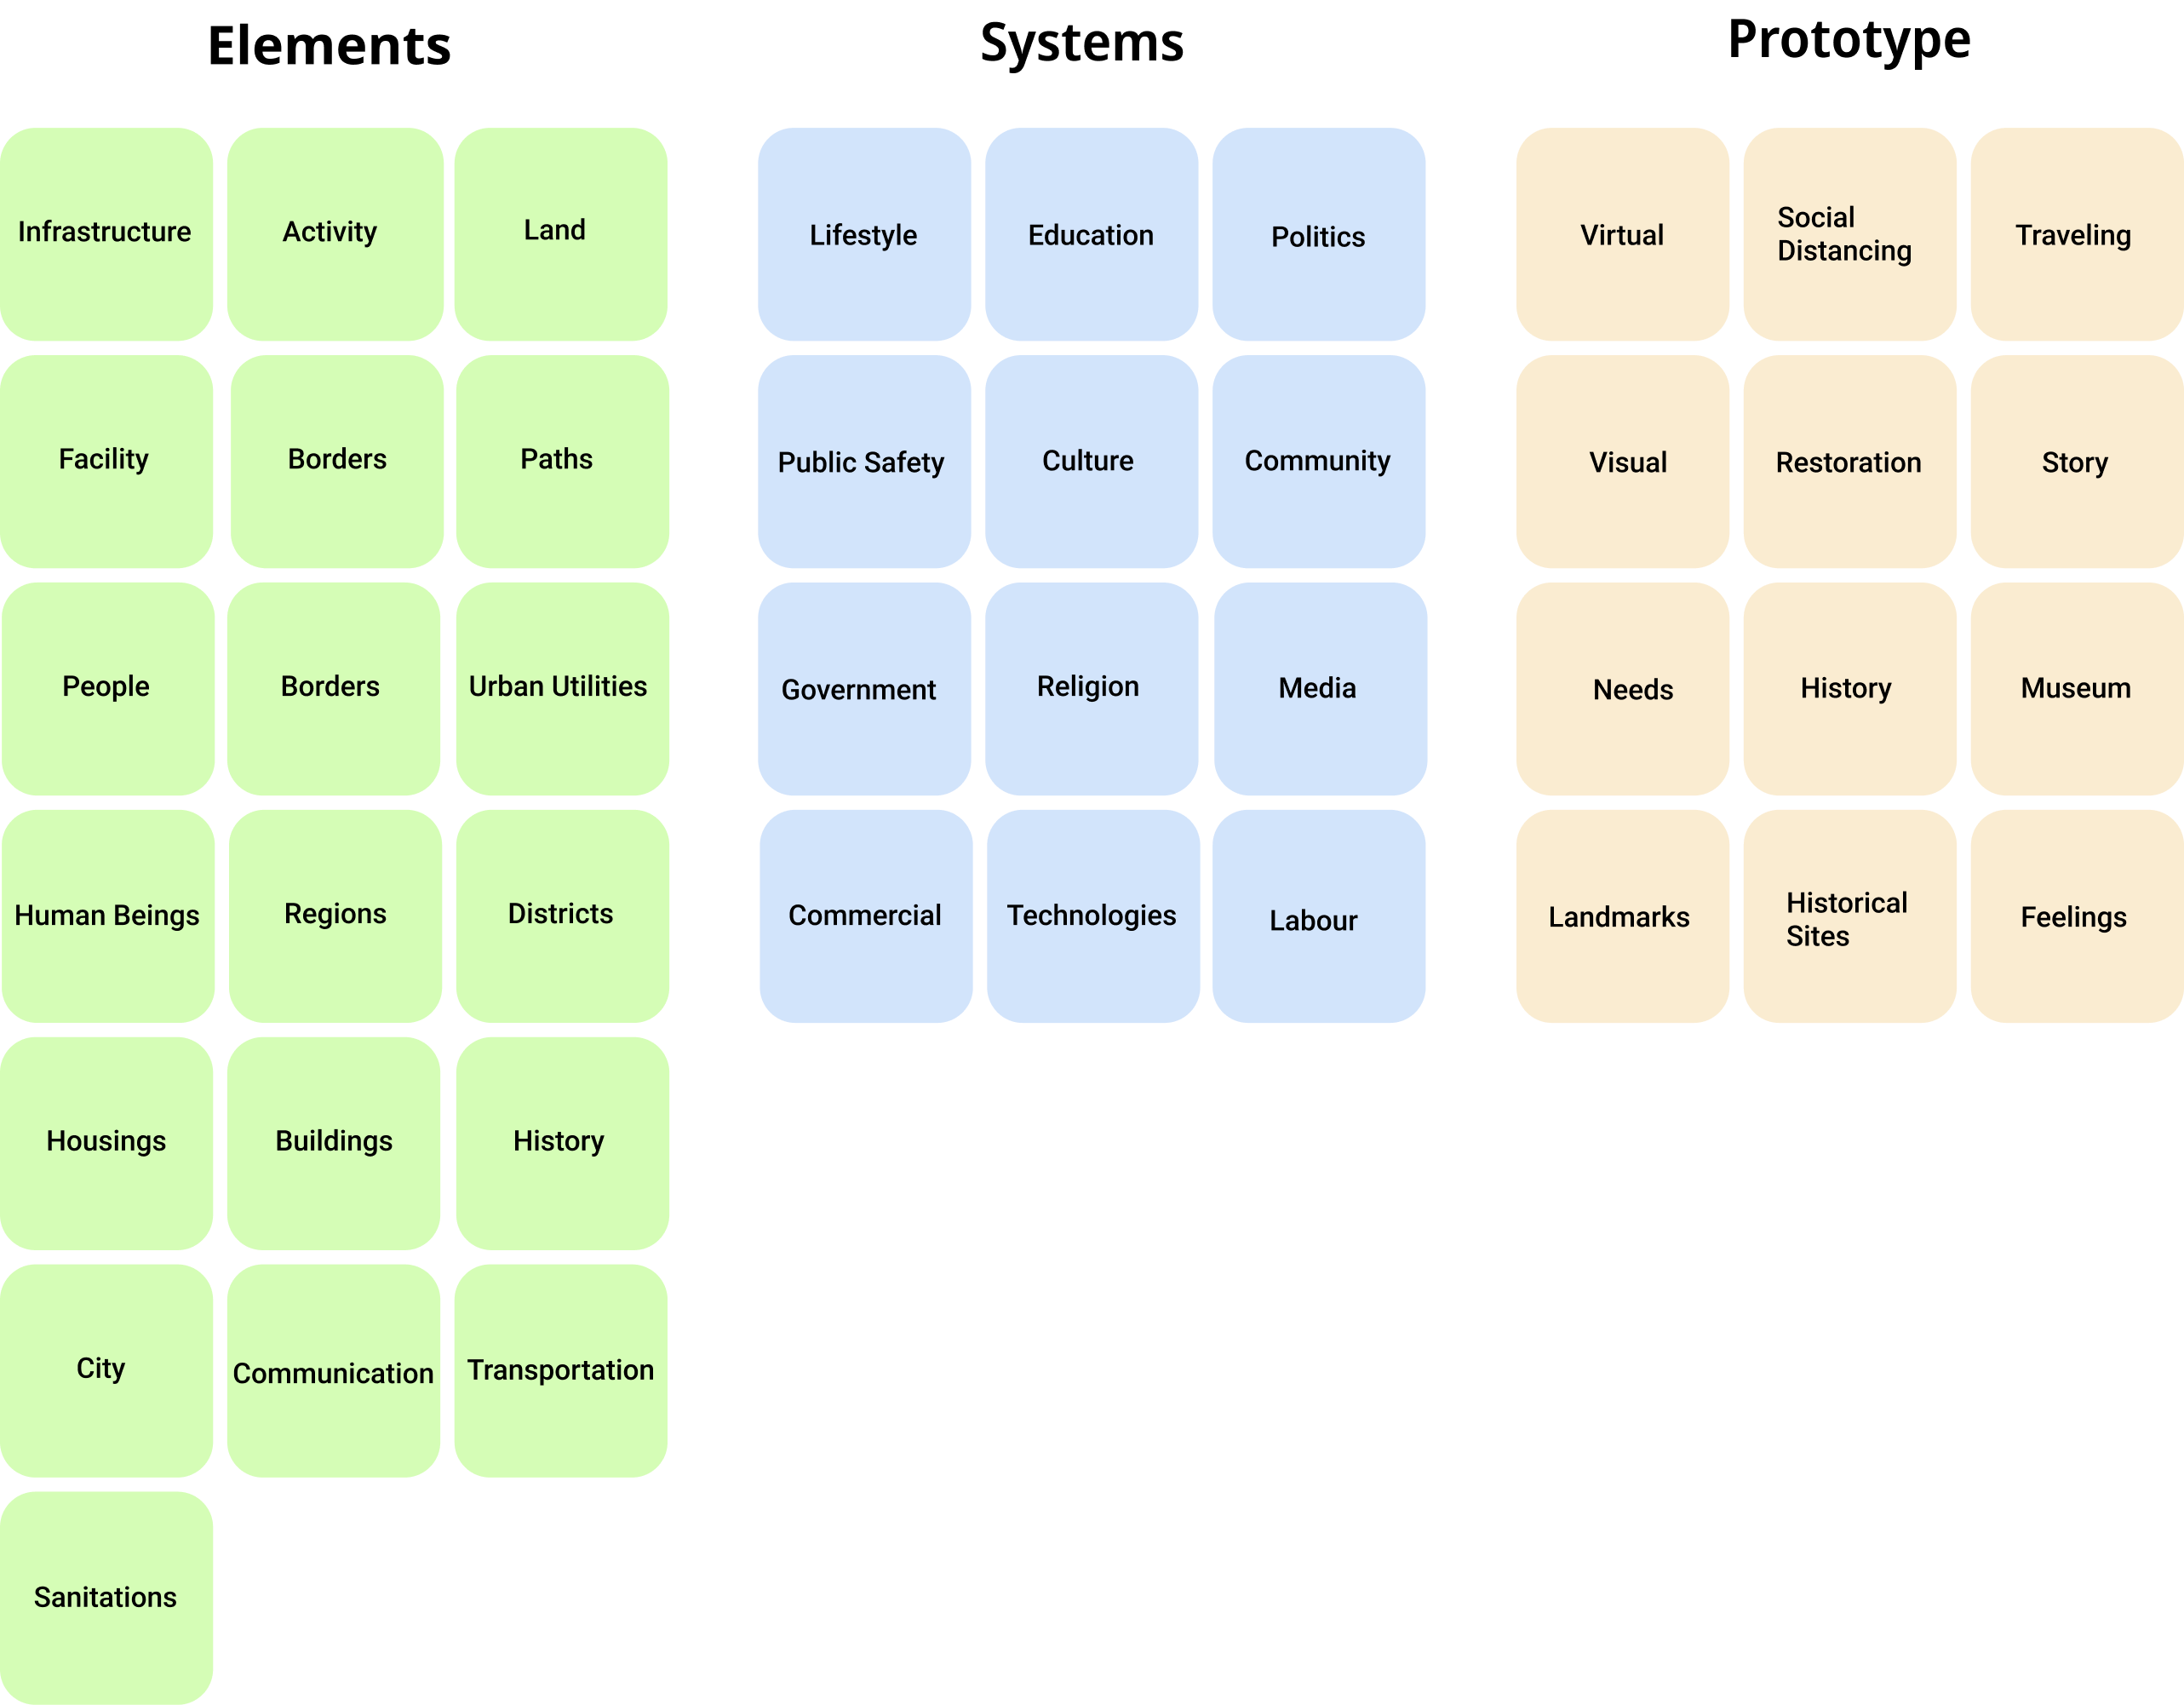 Elements
Infrastructure
Activity
Land
Facility
Borders
Paths
People
Borders
Urban Utilities
Human Beings
Regions
Districts
Housings
Buildings
History
City
Communication
Transportation
Sanitations
Systems
Lifestyle
Education
Politics
Public Safety
Culture
Community
Government
Religion
Media
Commercial
Technologies
Labour
Prototype
Virtual
Social
Distancing
Traveling
Visual
Restoration
Story
Needs
History
Museum
Landmarks
Historical
Sites
Feelings